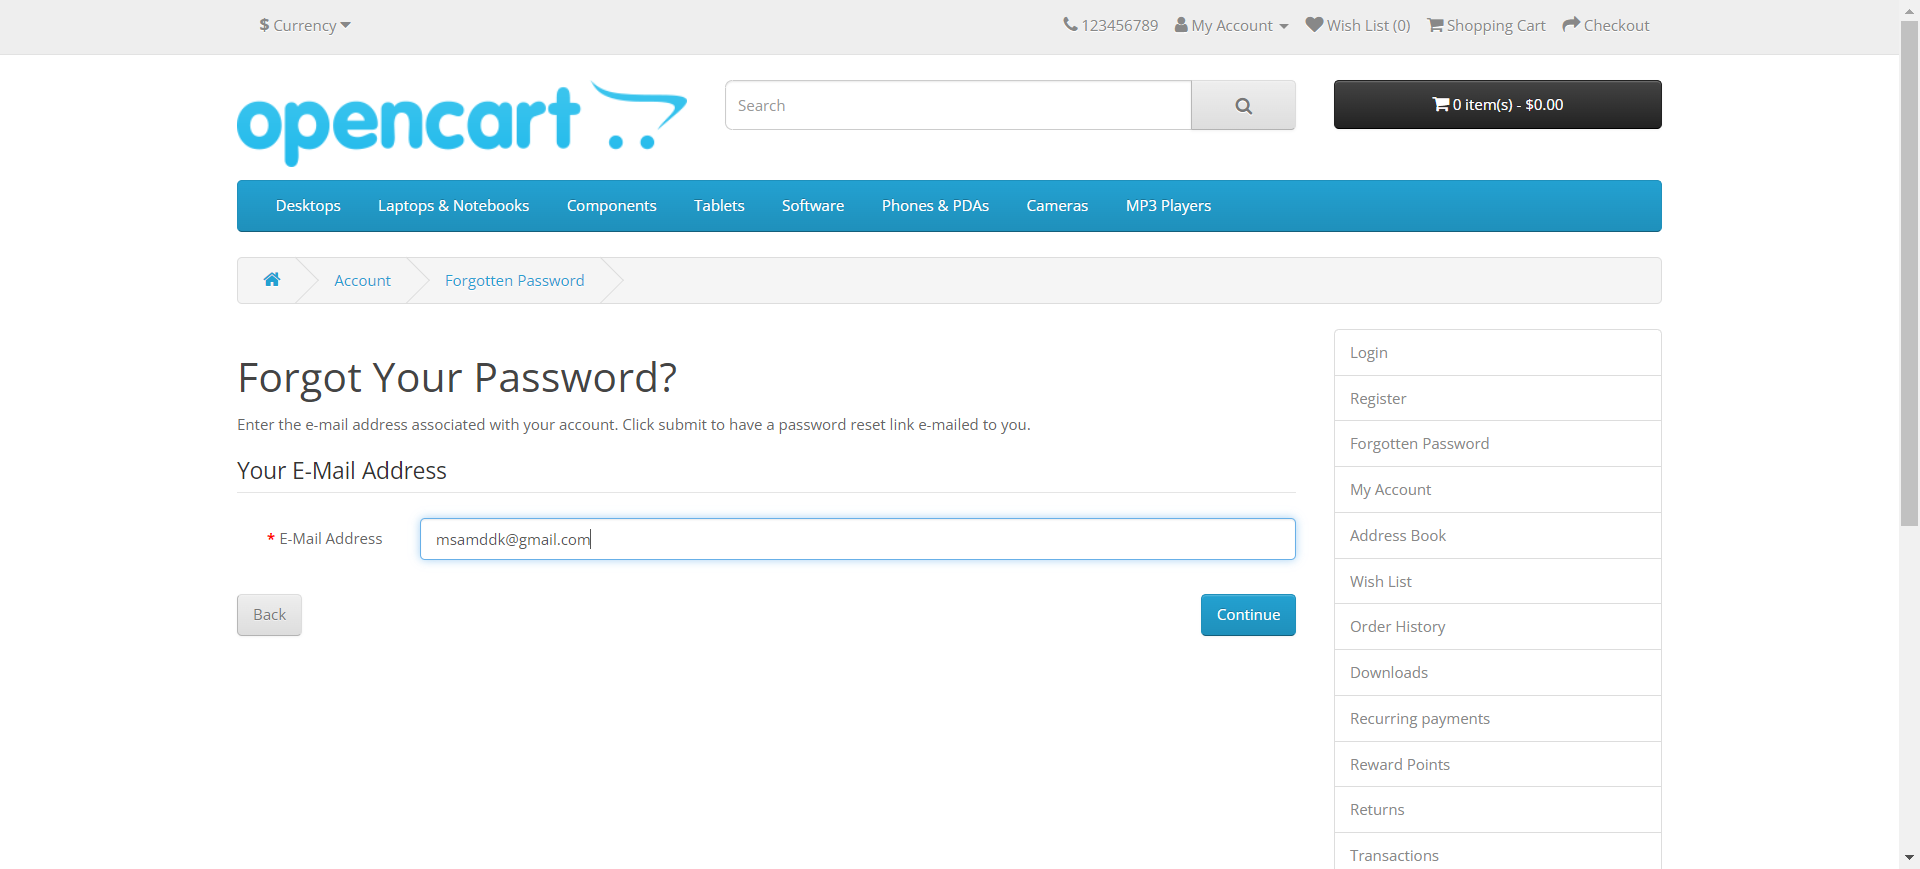 $ Currency
123456789 My Account Wish List (0) Shopping Cart Checkout
opencart
Search
0 item(s) - $0.00
Desktops Laptops & Notebooks Components Tablets Software Phones & PDAs Cameras MP3 Players
Account Forgotten Password
Forgot Your Password?
Enter the e-mail address associated with your account. Click submit to have a password reset link e-mailed to you.
Your E-Mail Address
* E-Mail Address
msamddk@gmail.com
Back
Continue
Login
Register
Forgotten Password
My Account
Address Book
Wish List
Order History
Downloads
Recurring payments
Reward Points
Returns
Transactions